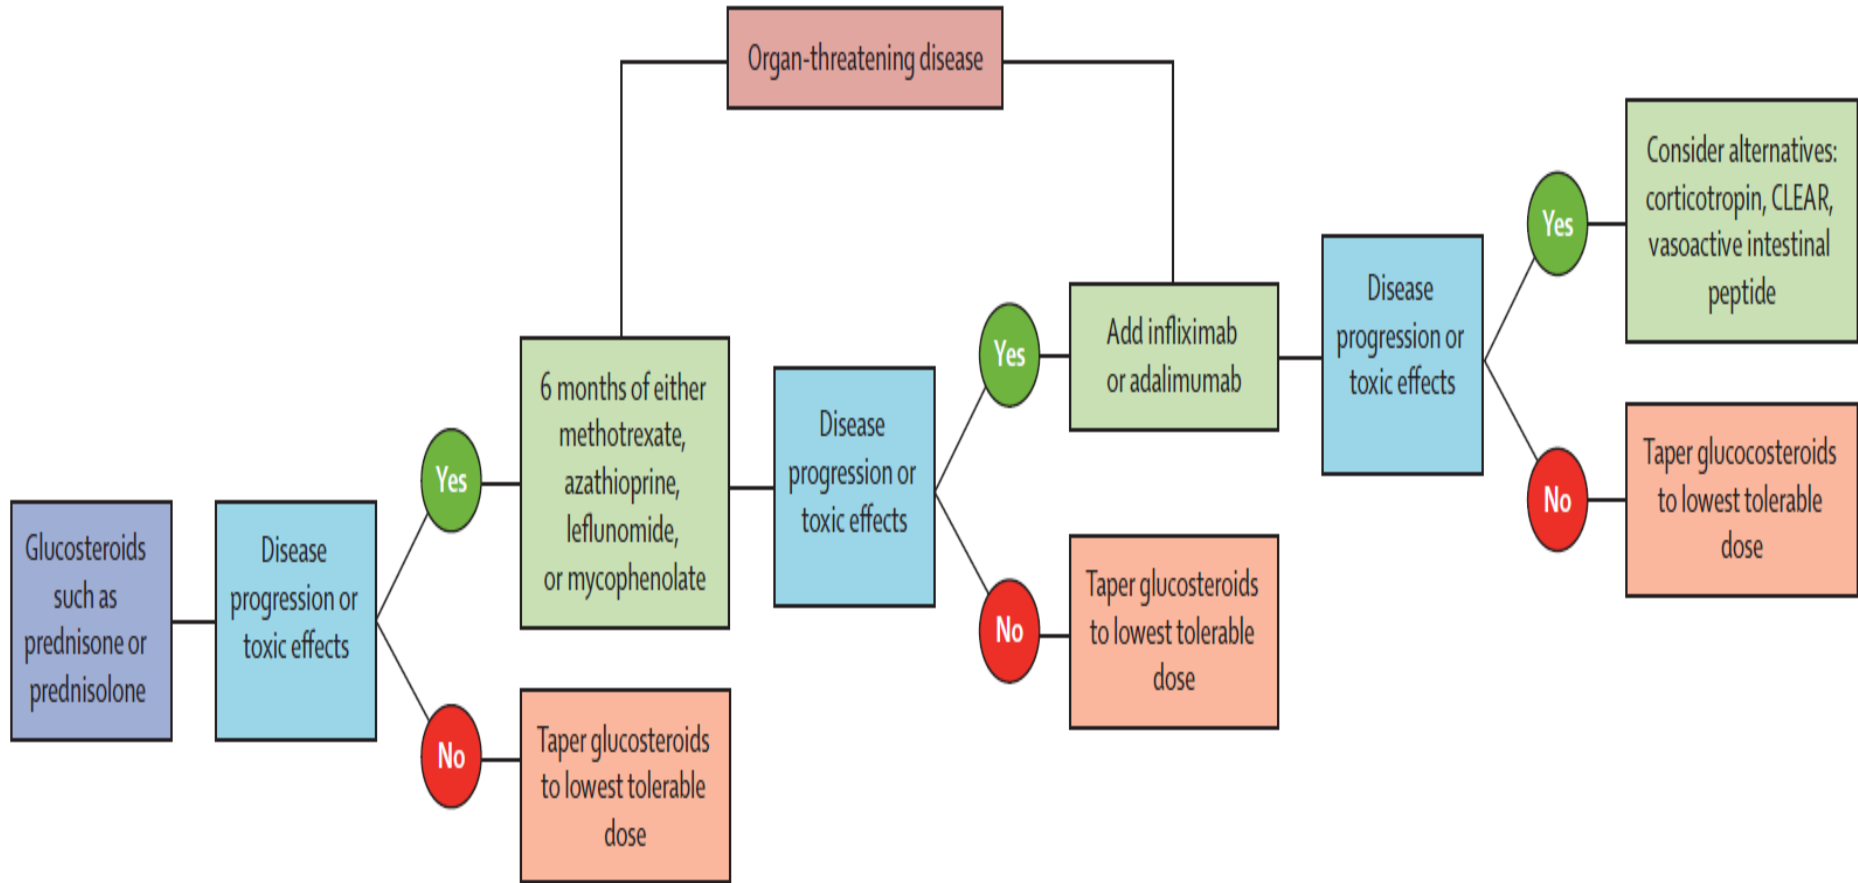 Organ-threatening disease
Glucosteroids
such as
prednisone or
prednisolone
Disease
progression or
toxic effects
Yes
No
6 months of either
methotrexate,
azathioprine,
leflunomide,
or mycophenolate
Taper glucosteroids
to lowest tolerable
dose
Disease
progression or
toxic effects
Yes
No
Add infliximab
or adalimumab
Taper glucosteroids
to lowest tolerable
dose
Disease
progression or
toxic effects
Yes
No
Consider alternatives:
corticotropin, CLEAR,
vasoactive intestinal
peptide
Taper glucocosteroids
to lowest tolerable
dose